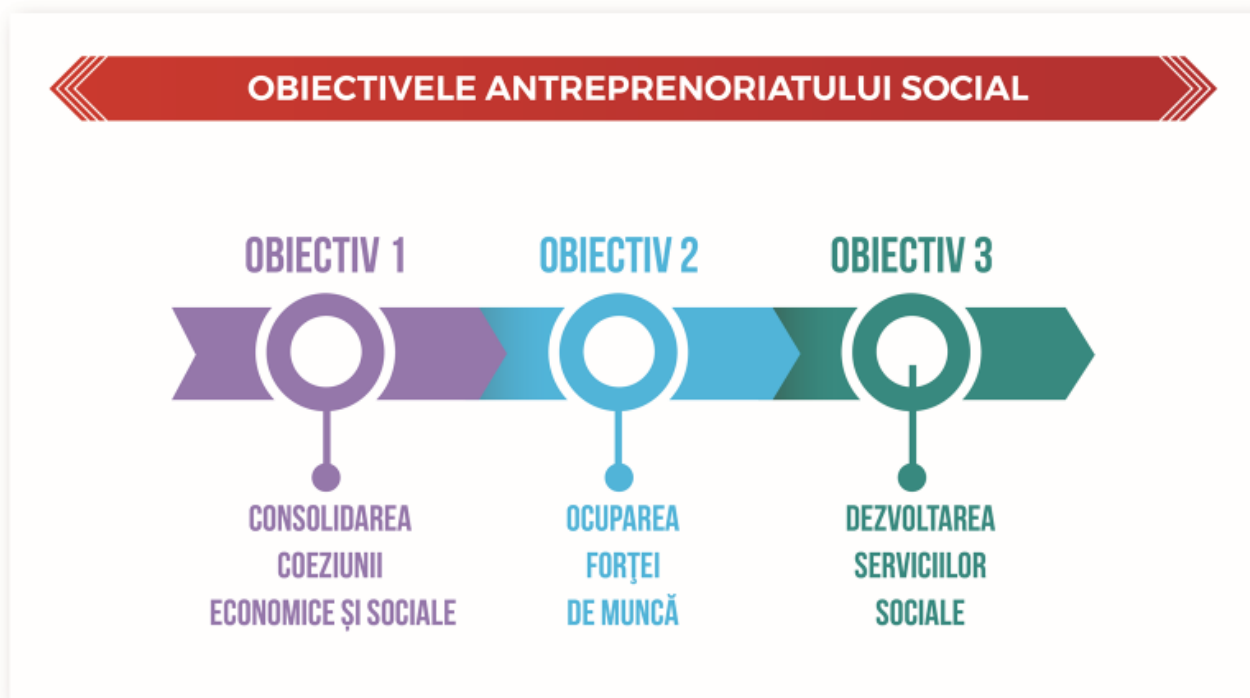 OBIECTIVELE ANTREPRENORIATULUI SOCIAL
OBIECTIV 1
OBIECTIV 2
OBIECTIV 3
CONSOLIDAREA
COEZIUNII
ECONOMICE ȘI SOCIALE
OCUPAREA
FORŢEI
DE MUNCĂ
DEZVOLTAREA
SERVICIILOR
SOCIALE